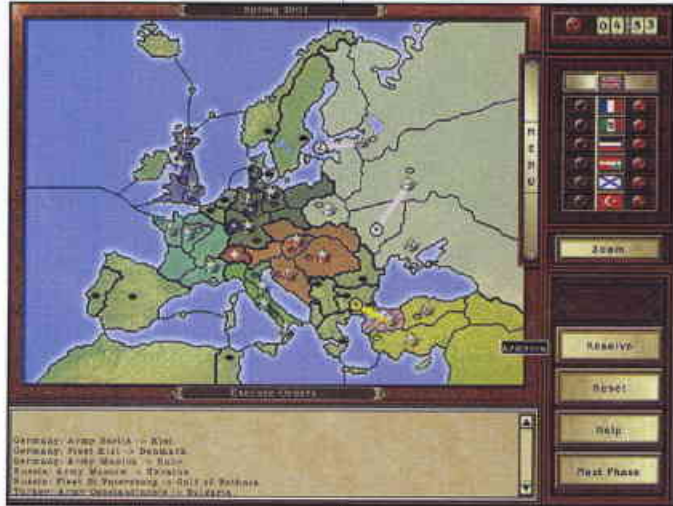 Spring 1901
04:53
MENU
Zoom
Resolve
Reset
Help
Next Phase
Execute Orders
Germany: Army Berlin -> Kiel
Germany: Fleet Kiel -> Denmark
Germany: Army Munich -> Ruhr
Russia: Army Moscow -> Ukraine
Russia: Fleet St Petersburg -> Gulf of Bothnia
Turkey: Army Constantinople -> Bulgaria